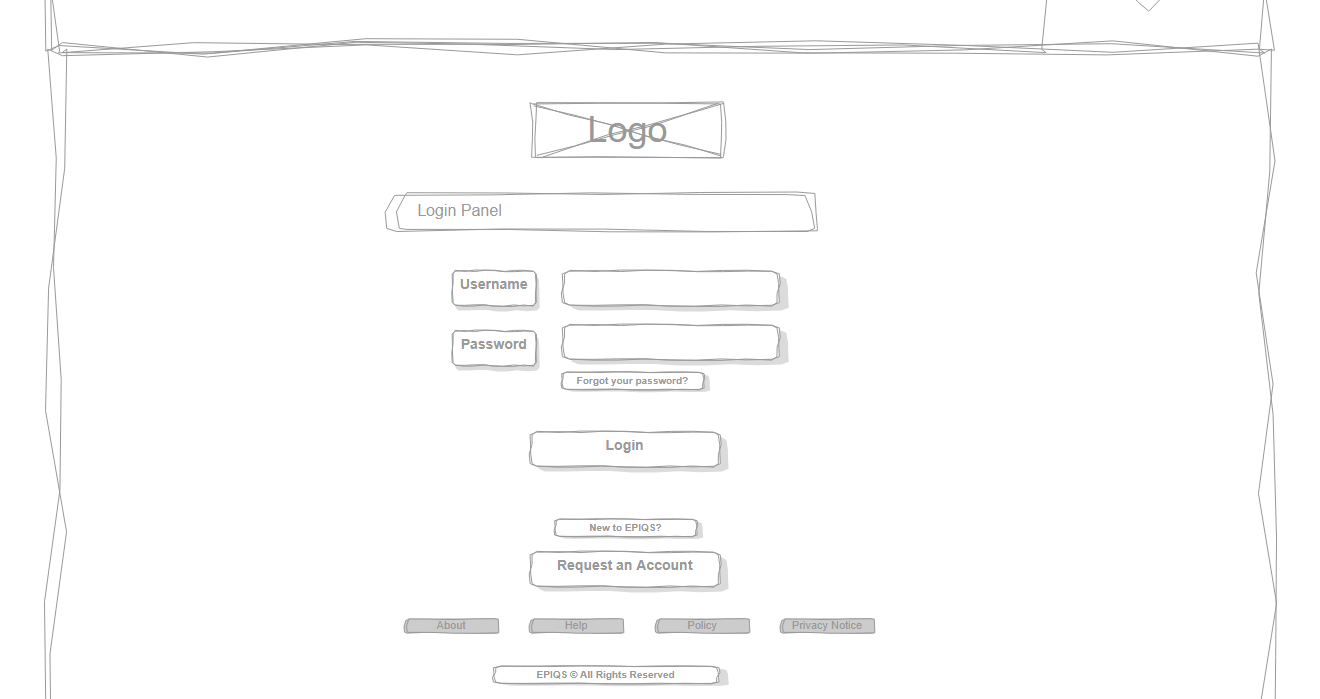 Logo
Login Panel
Username
Password
Forgot your password?
Login
New to EPIQS?
Request an Account
About Help Policy Privacy Notice
EPIQS © All Rights Reserved